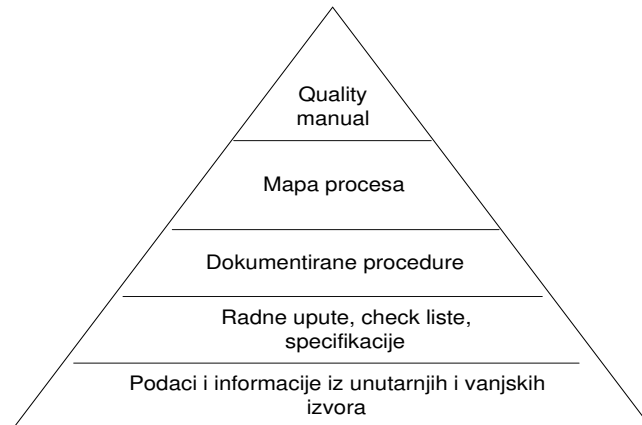 Quality
manual
Mapa procesa
Dokumentirane procedure
Radne upute, check liste,
specifikacije
Podaci i informacije iz unutarnjih i vanjskih
izvora